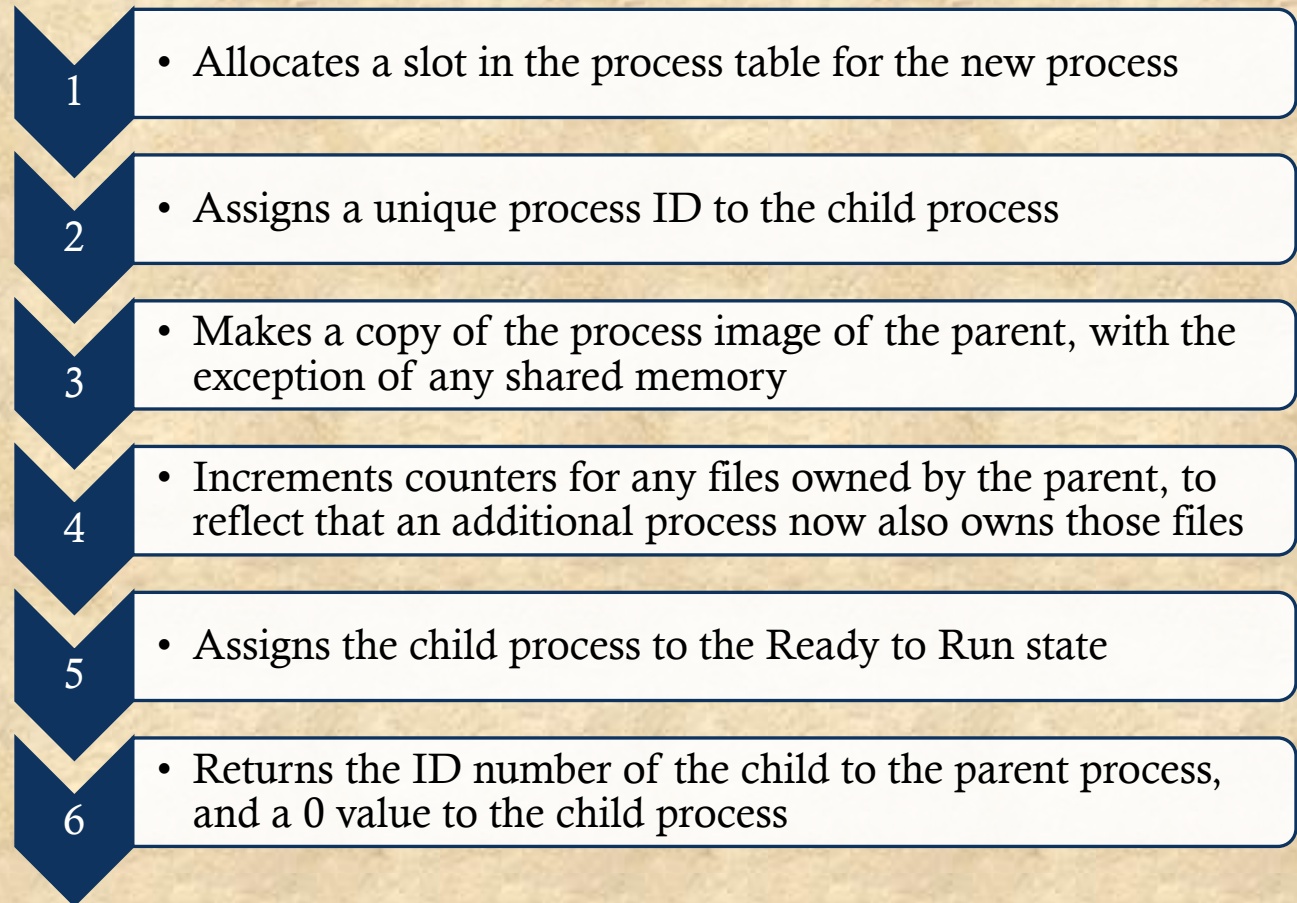 1
• Allocates a slot in the process table for the new process
2
• Assigns a unique process ID to the child process
3
• Makes a copy of the process image of the parent, with the
exception of any shared memory
4
• Increments counters for any files owned by the parent, to
reflect that an additional process now also owns those files
5
• Assigns the child process to the Ready to Run state
6
• Returns the ID number of the child to the parent process,
and a 0 value to the child process